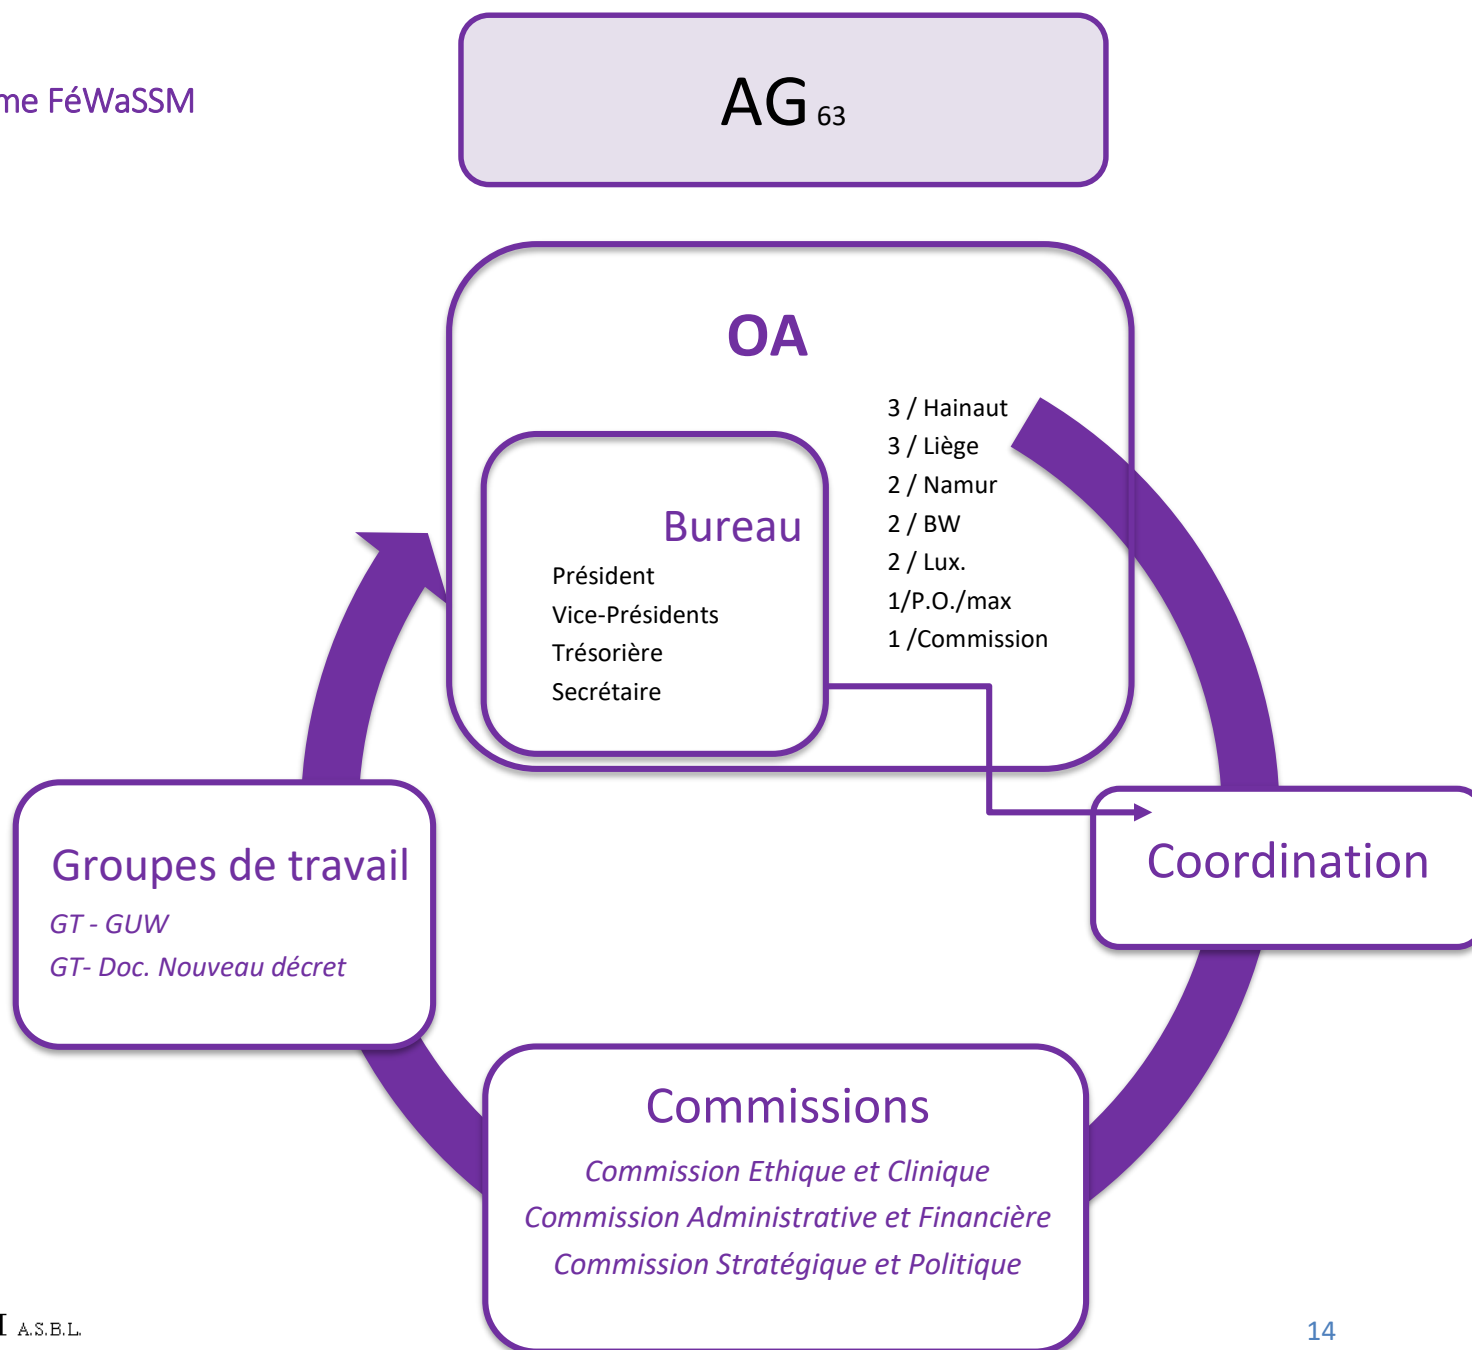 me FéWaSSM
AG 63
OA
3 / Hainaut
3 / Liège
2 / Namur
2 / BW
2 / Lux.
1/P.O./max
1 /Commission
Bureau
Président
Vice-Présidents
Trésorière
Secrétaire
Groupes de travail
GT - GUW
GT- Doc. Nouveau décret
Coordination
Commissions
Commission Ethique et Clinique
Commission Administrative et Financière
Commission Stratégique et Politique
A.S.B.L.
14